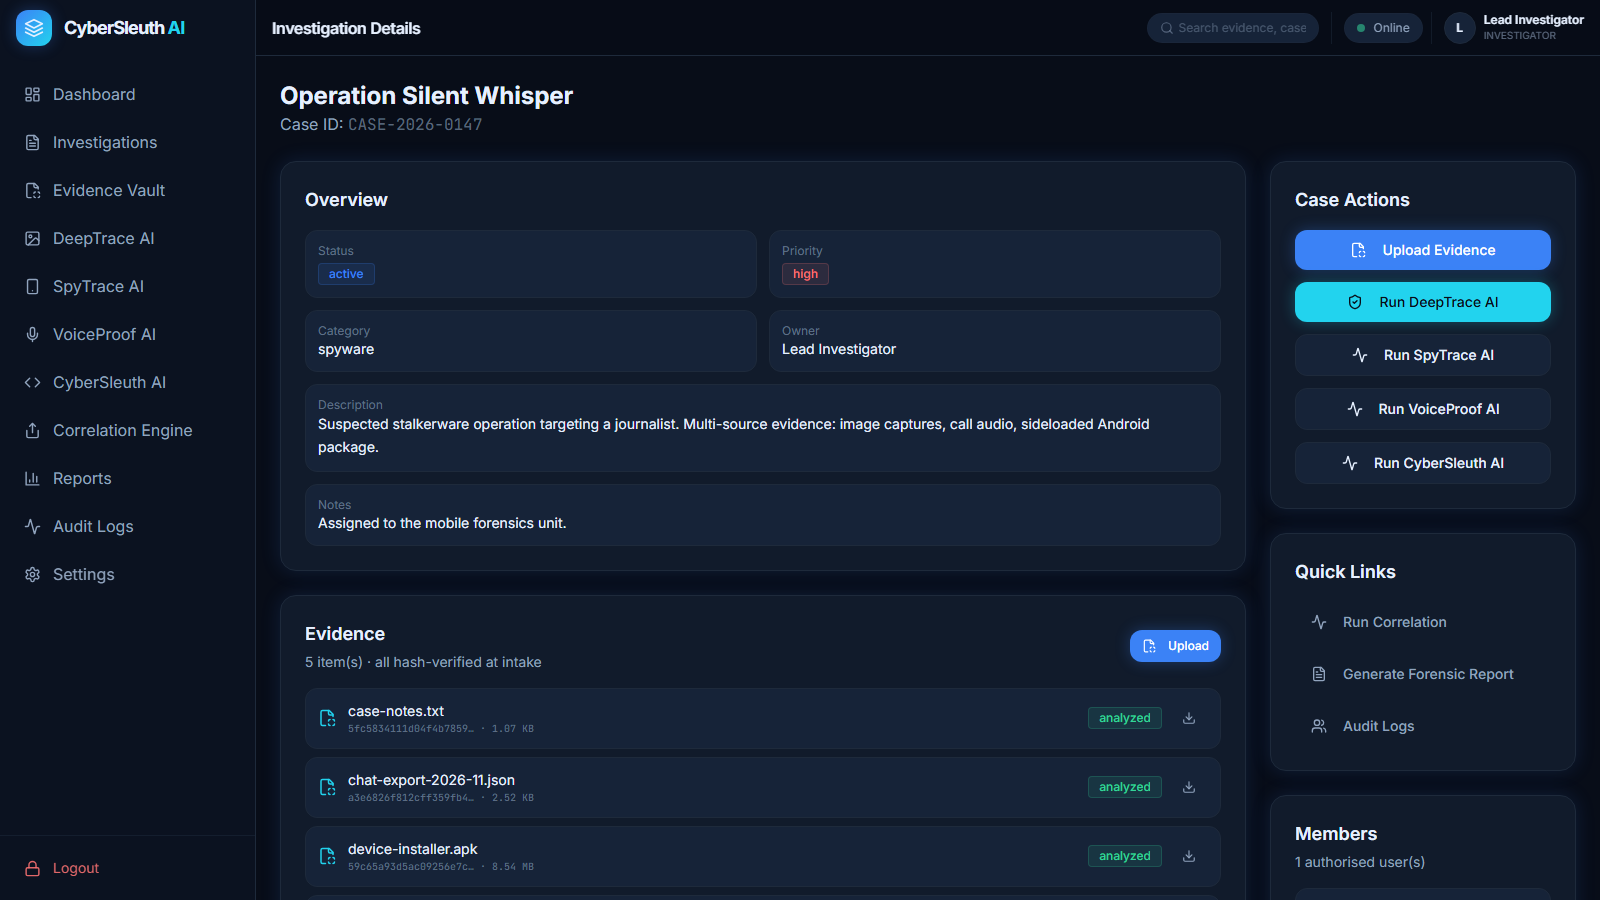 CyberSleuth AI
Dashboard
Investigations
Evidence Vault
DeepTrace AI
SpyTrace AI
VoiceProof AI
CyberSleuth AI
Correlation Engine
Reports
Audit Logs
Settings
Logout
Investigation Details
Search evidence, case
Online
L
Lead Investigator
INVESTIGATOR
Operation Silent Whisper
Case ID: CASE-2026-0147
Overview
Status
active
Priority
high
Category
spyware
Owner
Lead Investigator
Description
Suspected stalkerware operation targeting a journalist. Multi-source evidence: image captures, call audio, sideloaded Android
package.
Notes
Assigned to the mobile forensics unit.
Evidence
5 item(s) · all hash-verified at intake
Upload
case-notes.txt
5fc5834111d04f4b7859… · 1.07 KB
analyzed
chat-export-2026-11.json
a3e6826f812cff359fb4… · 2.52 KB
analyzed
device-installer.apk
59c65a93d5ac09256e7c… · 8.54 MB
analyzed
Case Actions
Upload Evidence
Run DeepTrace AI
Run SpyTrace AI
Run VoiceProof AI
Run CyberSleuth AI
Quick Links
Run Correlation
Generate Forensic Report
Audit Logs
Members
1 authorised user(s)